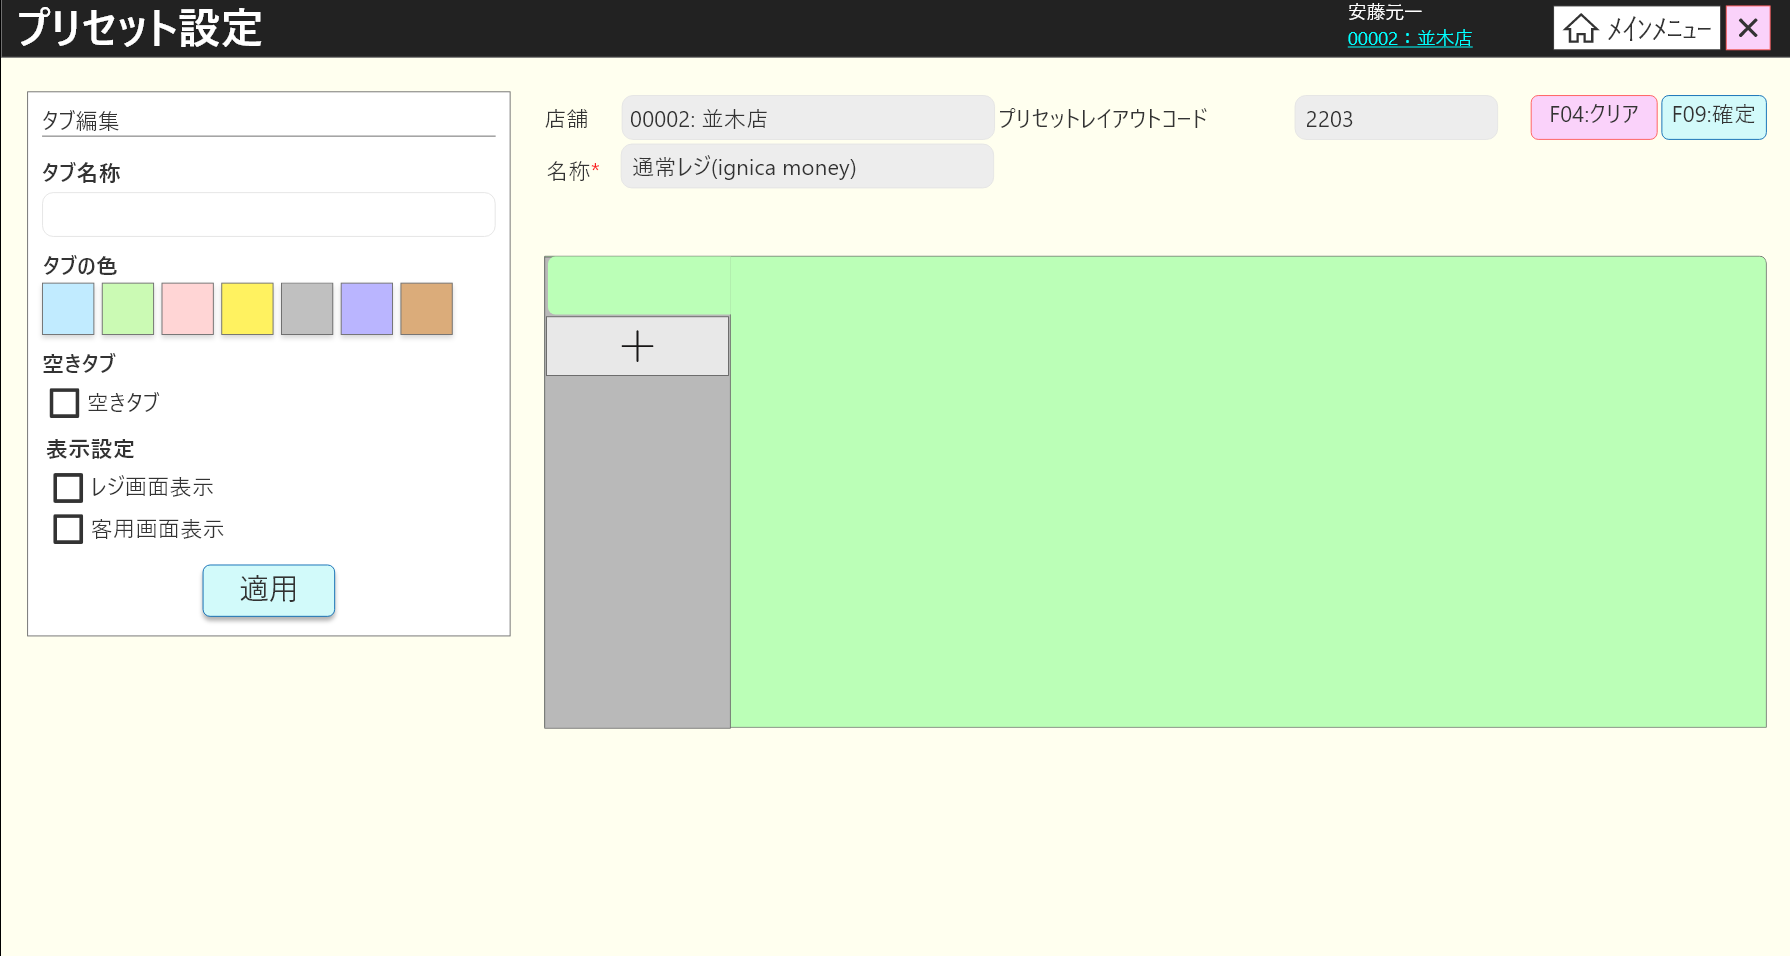 プリセット設定
安藤元一
00002：並木店
メインメニュー
タブ編集
タブ名称
タブの色
空きタブ
空きタブ
表示設定
レジ画面表示
客用画面表示
適用
店舗 00002: 並木店 プリセットレイアウトコード 2203 F04:クリア F09:確定
名称* 通常レジ(ignica money)